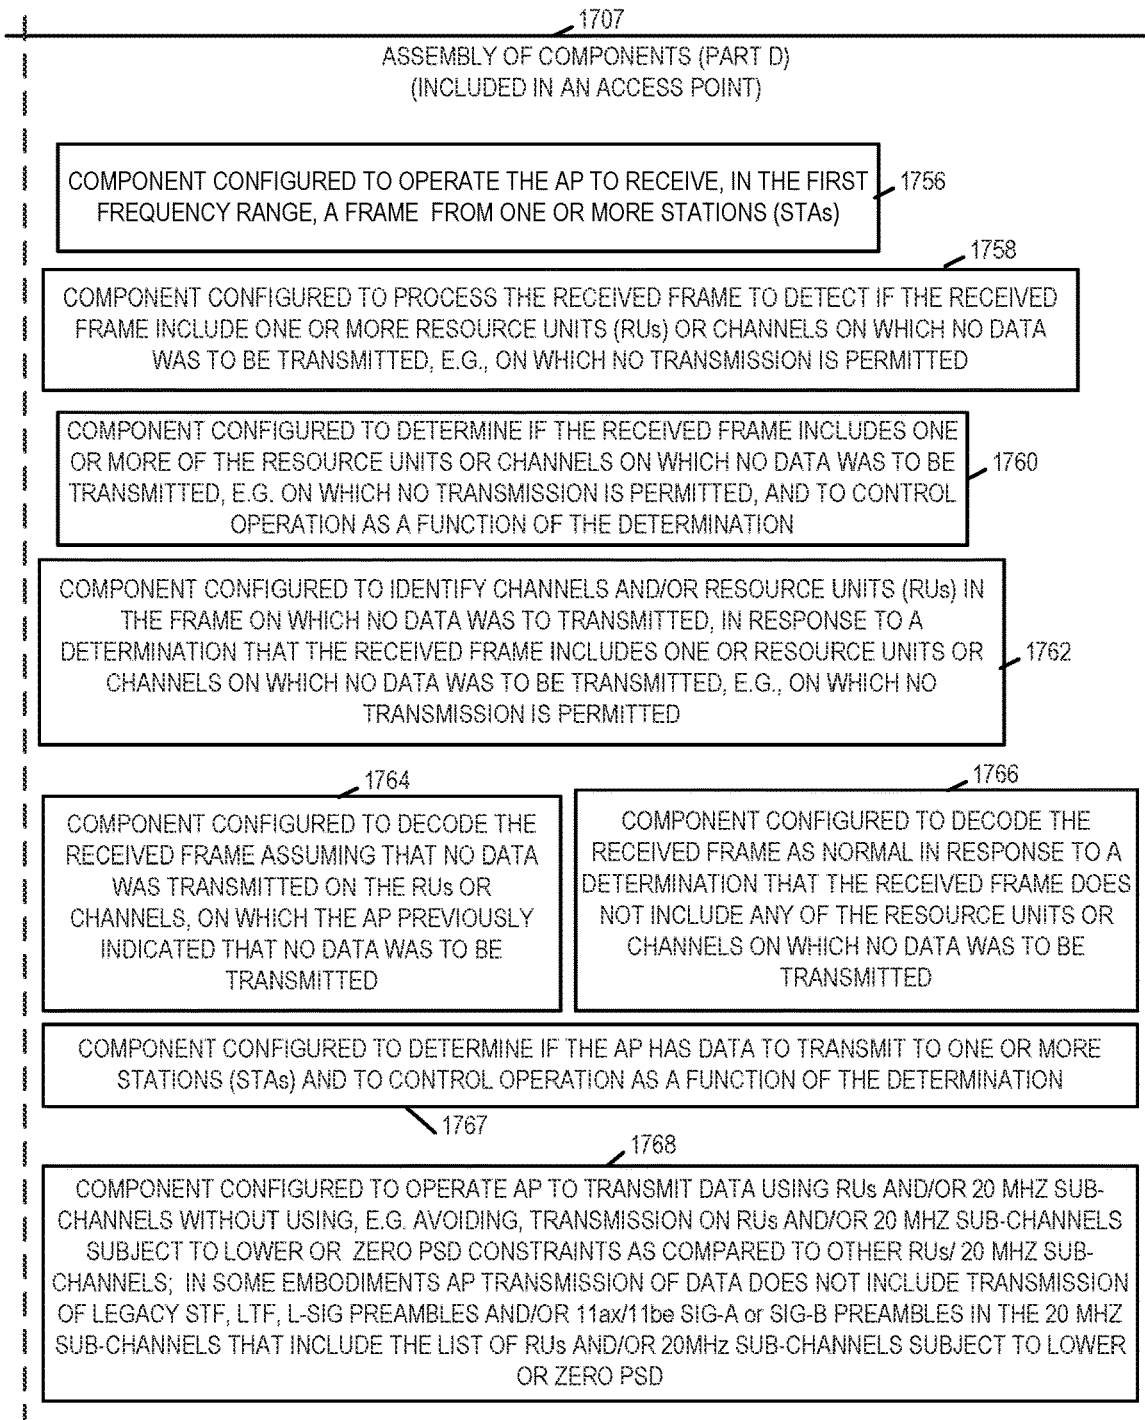 1707
ASSEMBLY OF COMPONENTS (PART D)
(INCLUDED IN AN ACCESS POINT)
COMPONENT CONFIGURED TO OPERATE THE AP TO RECEIVE, IN THE FIRST
FREQUENCY RANGE, A FRAME FROM ONE OR MORE STATIONS (STAs)
1756
1758
COMPONENT CONFIGURED TO PROCESS THE RECEIVED FRAME TO DETECT IF THE RECEIVED
FRAME INCLUDE ONE OR MORE RESOURCE UNITS (RUs) OR CHANNELS ON WHICH NO DATA
WAS TO BE TRANSMITTED, E.G., ON WHICH NO TRANSMISSION IS PERMITTED
COMPONENT CONFIGURED TO DETERMINE IF THE RECEIVED FRAME INCLUDES ONE
OR MORE OF THE RESOURCE UNITS OR CHANNELS ON WHICH NO DATA WAS TO BE
TRANSMITTED, E.G. ON WHICH NO TRANSMISSION IS PERMITTED, AND TO CONTROL
OPERATION AS A FUNCTION OF THE DETERMINATION
1760
COMPONENT CONFIGURED TO IDENTIFY CHANNELS AND/OR RESOURCE UNITS (RUs) IN
THE FRAME ON WHICH NO DATA WAS TO TRANSMITTED, IN RESPONSE TO A
DETERMINATION THAT THE RECEIVED FRAME INCLUDES ONE OR RESOURCE UNITS OR
CHANNELS ON WHICH NO DATA WAS TO BE TRANSMITTED, E.G., ON WHICH NO
TRANSMISSION IS PERMITTED
1762
1764
COMPONENT CONFIGURED TO DECODE THE
RECEIVED FRAME ASSUMING THAT NO DATA
WAS TRANSMITTED ON THE RUs OR
CHANNELS, ON WHICH THE AP PREVIOUSLY
INDICATED THAT NO DATA WAS TO BE
TRANSMITTED
1766
COMPONENT CONFIGURED TO DECODE THE
RECEIVED FRAME AS NORMAL IN RESPONSE TO A
DETERMINATION THAT THE RECEIVED FRAME DOES
NOT INCLUDE ANY OF THE RESOURCE UNITS OR
CHANNELS ON WHICH NO DATA WAS TO BE
TRANSMITTED
COMPONENT CONFIGURED TO DETERMINE IF THE AP HAS DATA TO TRANSMIT TO ONE OR MORE
STATIONS (STAs) AND TO CONTROL OPERATION AS A FUNCTION OF THE DETERMINATION
1767
1768
COMPONENT CONFIGURED TO OPERATE AP TO TRANSMIT DATA USING RUs AND/OR 20 MHZ SUB-
CHANNELS WITHOUT USING, E.G. AVOIDING, TRANSMISSION ON RUs AND/OR 20 MHZ SUB-CHANNELS
SUBJECT TO LOWER OR ZERO PSD CONSTRAINTS AS COMPARED TO OTHER RUs/ 20 MHZ SUB-
CHANNELS; IN SOME EMBODIMENTS AP TRANSMISSION OF DATA DOES NOT INCLUDE TRANSMISSION
OF LEGACY STF, LTF, L-SIG PREAMBLES AND/OR 11ax/11be SIG-A or SIG-B PREAMBLES IN THE 20 MHZ
SUB-CHANNELS THAT INCLUDE THE LIST OF RUs AND/OR 20MHz SUB-CHANNELS SUBJECT TO LOWER
OR ZERO PSD